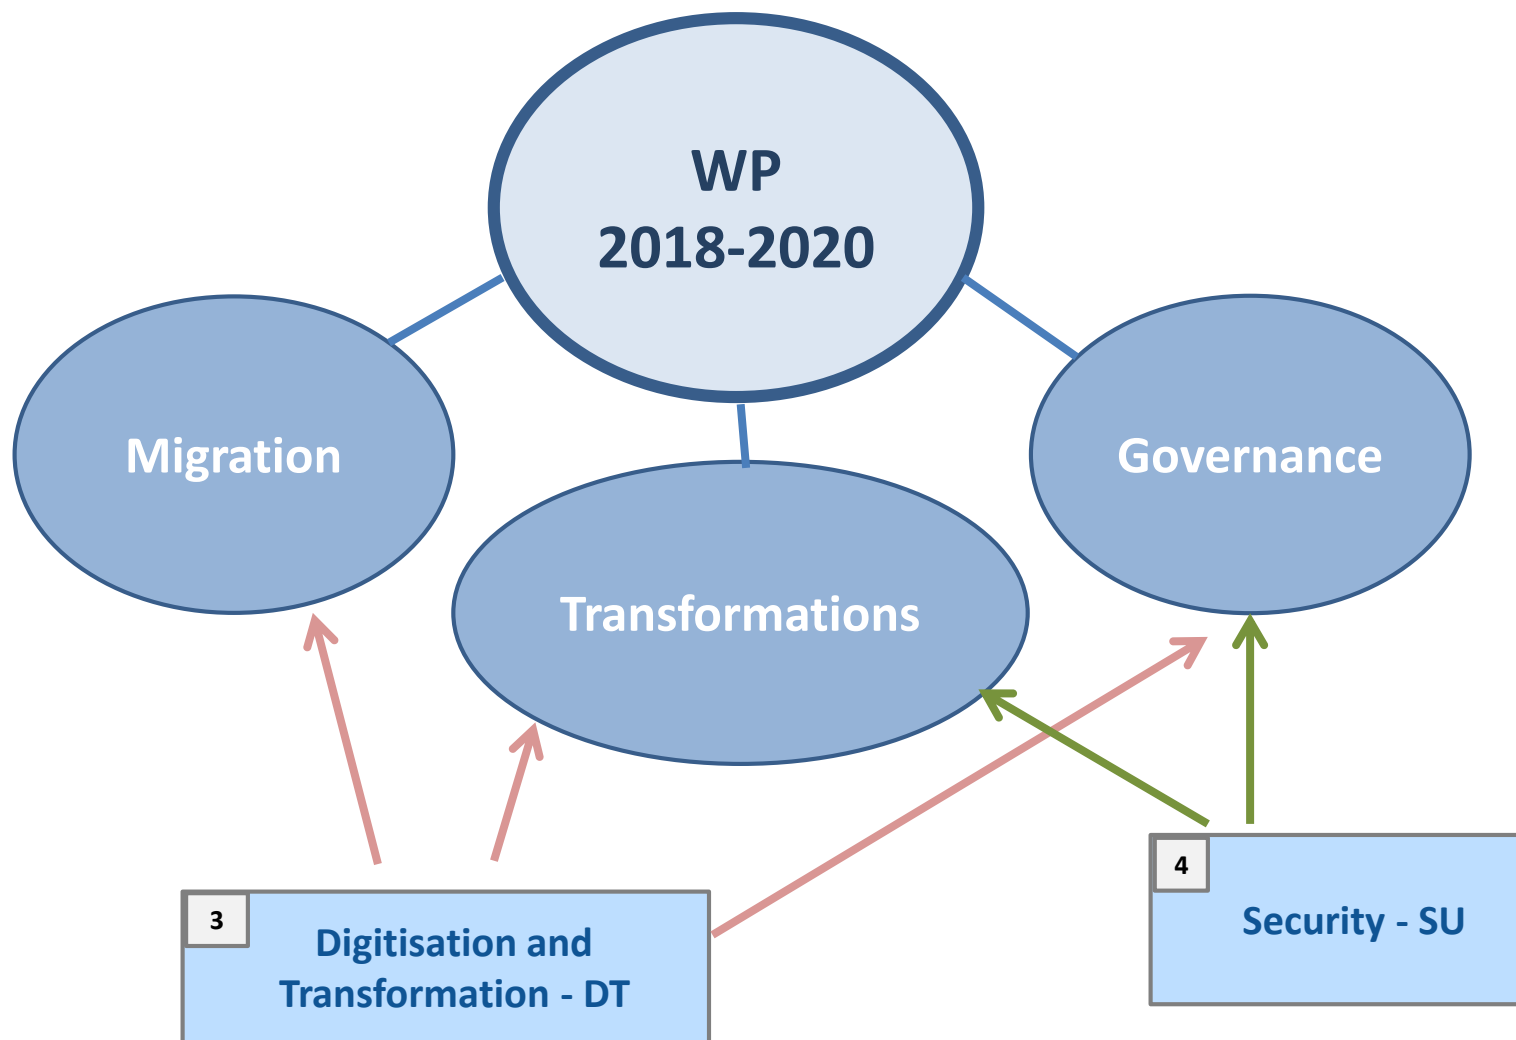 WP
2018-2020
Migration
Governance
Transformations
3
Digitisation and
Transformation - DT
4
Security - SU